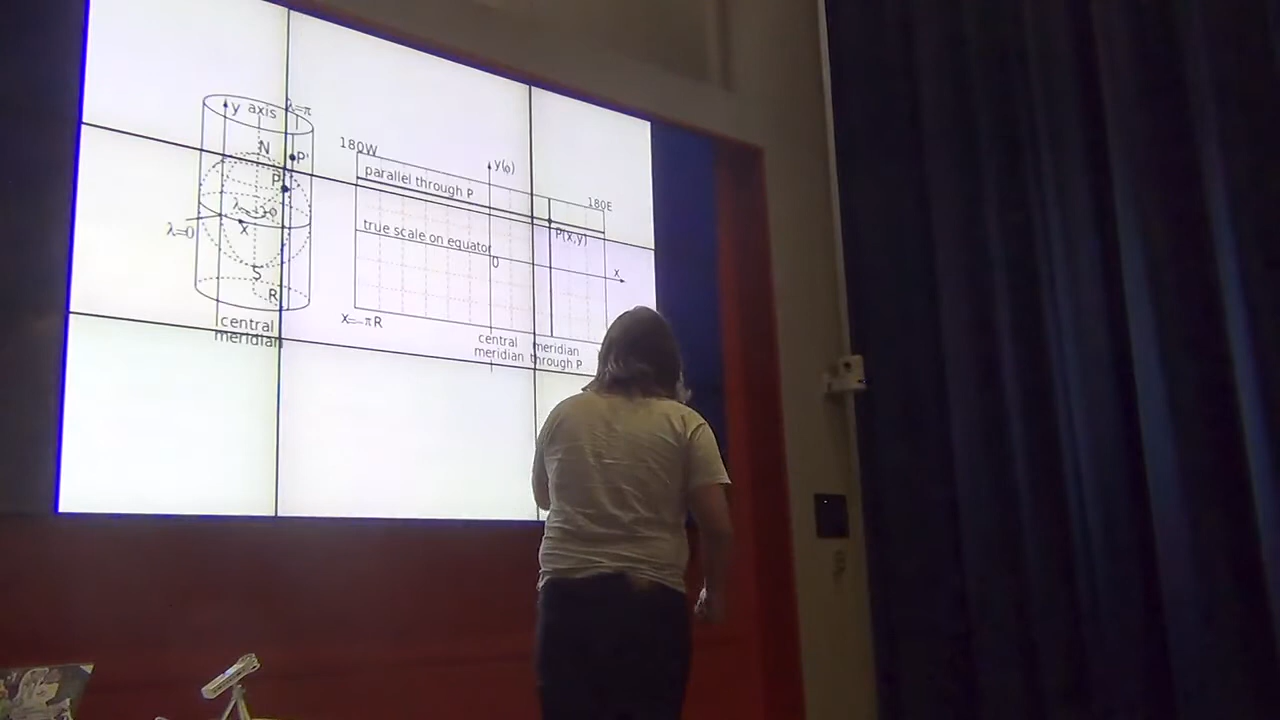 y axis
λ=π
N
P'
P
λ=0
x
S
R
central
meridian
180W
y(φ)
parallel through P
180E
P(x,y)
true scale on equator
0
x
x=-πR
central
meridian
meridian
through P